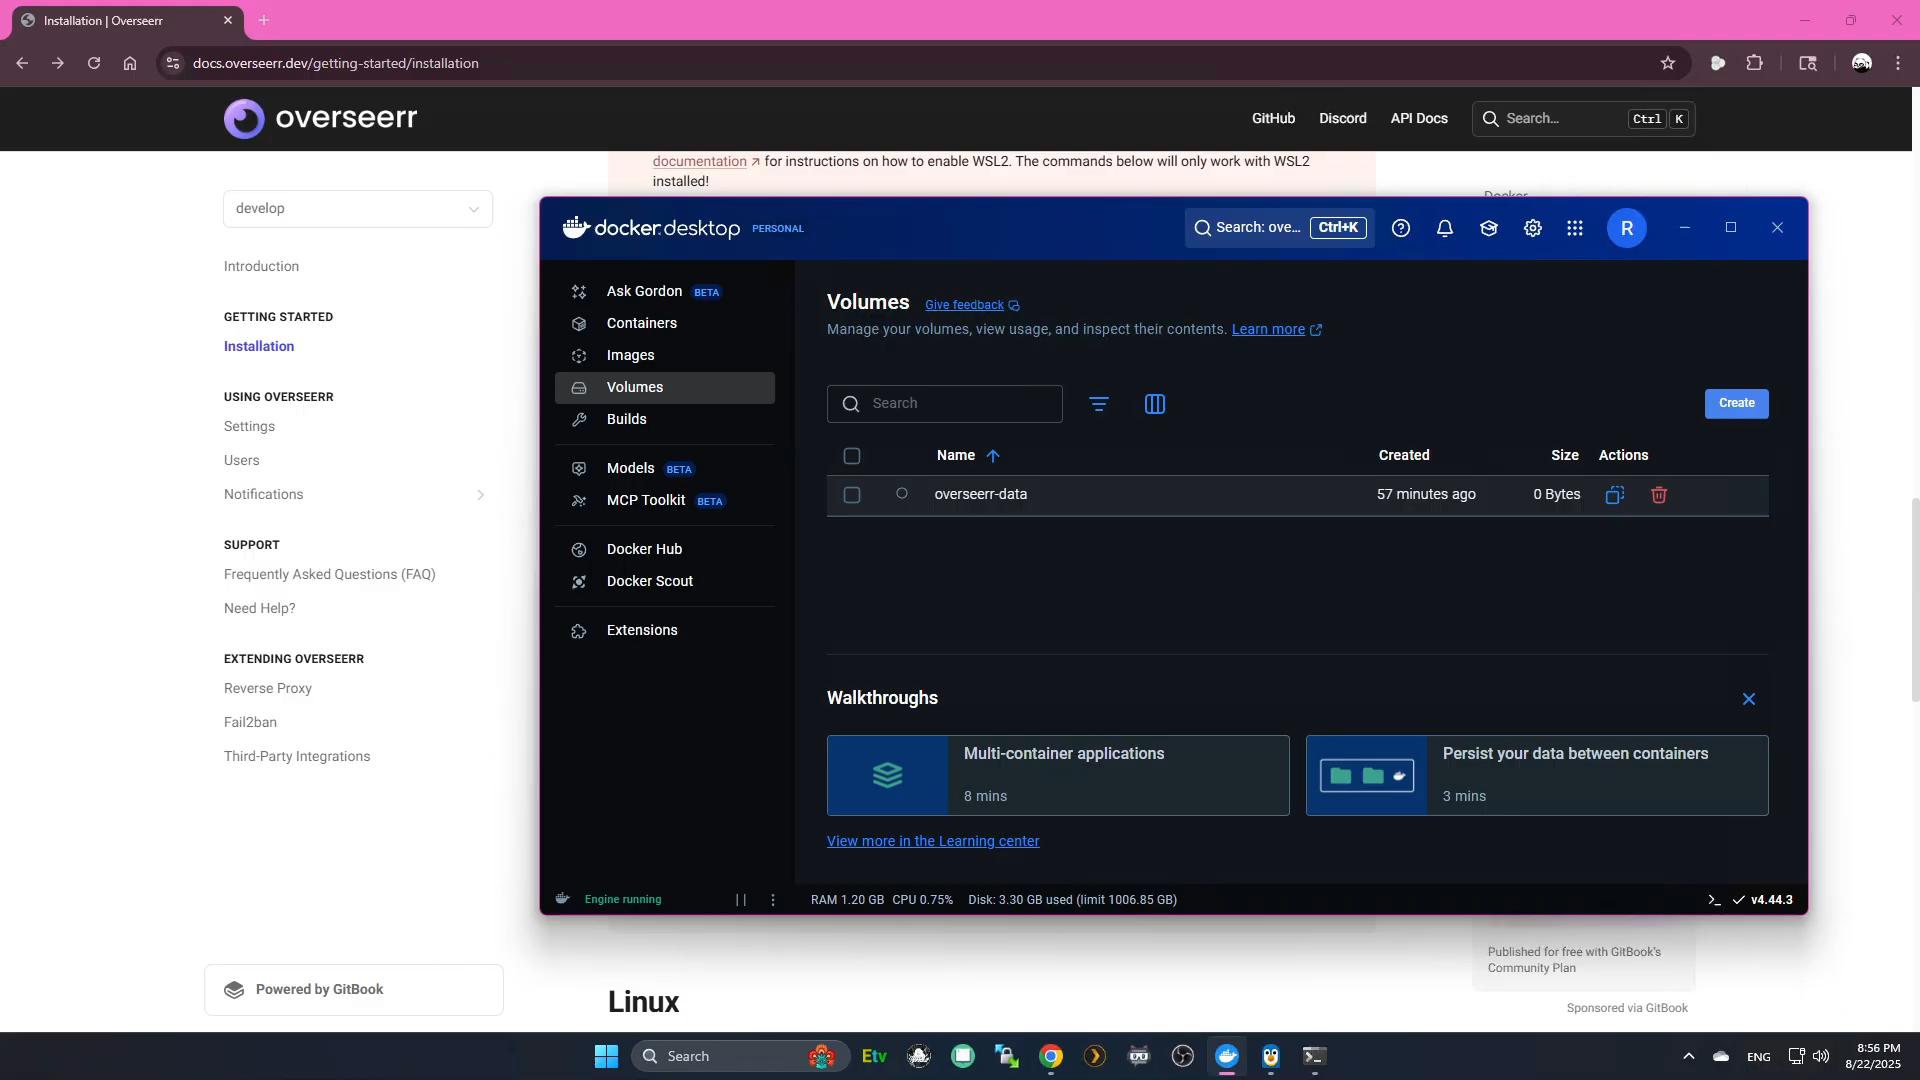 Installation | Overseerr
docs.overseerr.dev/getting-started/installation
overseerr
GitHub
Discord
API Docs
Search...
Ctrl
K
documentation for instructions on how to enable WSL2. The commands below will only work with WSL2
installed!
Docker
develop
Introduction
GETTING STARTED
Installation
USING OVERSEERR
Settings
Users
Notifications
SUPPORT
Frequently Asked Questions (FAQ)
Need Help?
EXTENDING OVERSEERR
Reverse Proxy
Fail2ban
Third-Party Integrations
Powered by GitBook
docker.desktop PERSONAL
Search: ove...
Ctrl+K
R
Ask Gordon BETA
Containers
Images
Volumes
Builds
Models BETA
MCP Toolkit BETA
Docker Hub
Docker Scout
Extensions
Volumes
Give feedback
Manage your volumes, view usage, and inspect their contents. Learn more
Search
Create
Name
Created
Size
Actions
overseerr-data
57 minutes ago
0 Bytes
Walkthroughs
Multi-container applications
8 mins
Persist your data between containers
3 mins
View more in the Learning center
Engine running
RAM 1.20 GB CPU 0.75% Disk: 3.30 GB used (limit 1006.85 GB)
v4.44.3
Linux
Published for free with GitBook's
Community Plan
Sponsored via GitBook
Search
Etv
ENG
8:56 PM
8/22/2025